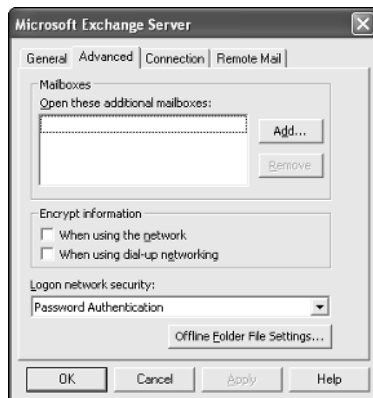 Microsoft Exchange Server
General Advanced Connection Remote Mail
Mailboxes
Open these additional mailboxes:
Add...
Remove
Encrypt information
When using the network
When using dial-up networking
Logon network security:
Password Authentication
Offline Folder File Settings...
OK Cancel Apply Help